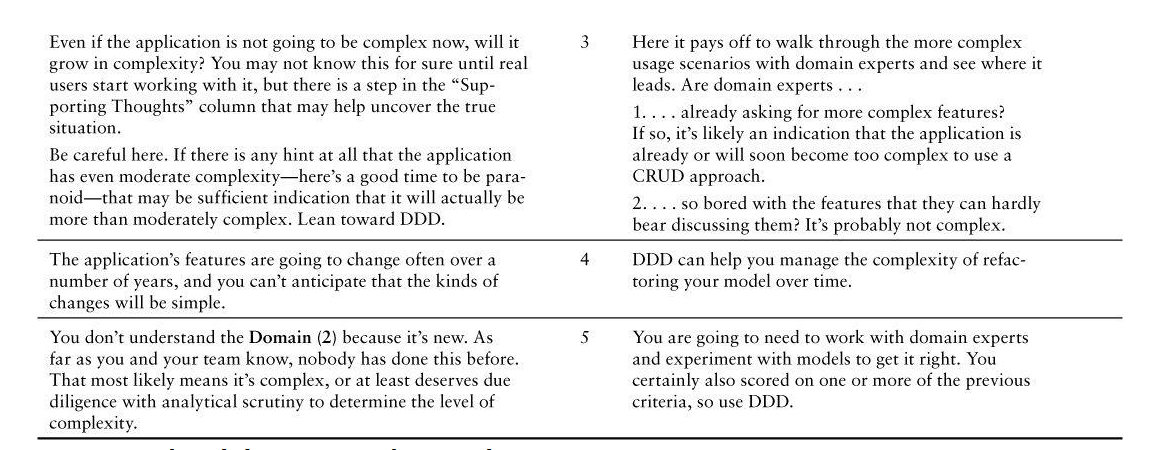 Even if the application is not going to be complex now, will it
grow in complexity? You may not know this for sure until real
users start working with it, but there is a step in the “Sup-
porting Thoughts” column that may help uncover the true
situation.
Be careful here. If there is any hint at all that the application
has even moderate complexity—here’s a good time to be para-
noid—that may be sufficient indication that it will actually be
more than moderately complex. Lean toward DDD.
3
Here it pays off to walk through the more complex
usage scenarios with domain experts and see where it
leads. Are domain experts . . .
1. . . . already asking for more complex features?
If so, it’s likely an indication that the application is
already or will soon become too complex to use a
CRUD approach.
2. . . . so bored with the features that they can hardly
bear discussing them? It’s probably not complex.
The application’s features are going to change often over a
number of years, and you can’t anticipate that the kinds of
changes will be simple.
4
DDD can help you manage the complexity of refac-
toring your model over time.
You don’t understand the Domain (2) because it’s new. As
far as you and your team know, nobody has done this before.
That most likely means it’s complex, or at least deserves due
diligence with analytical scrutiny to determine the level of
complexity.
5
You are going to need to work with domain experts
and experiment with models to get it right. You
certainly also scored on one or more of the previous
criteria, so use DDD.